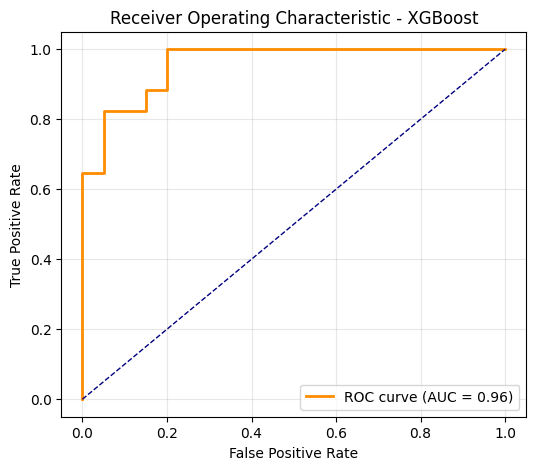 Receiver Operating Characteristic - XGBoost
True Positive Rate
1.0
0.8
0.6
0.4
0.2
0.0
0.0 0.2 0.4 0.6 0.8 1.0
False Positive Rate
ROC curve (AUC = 0.96)